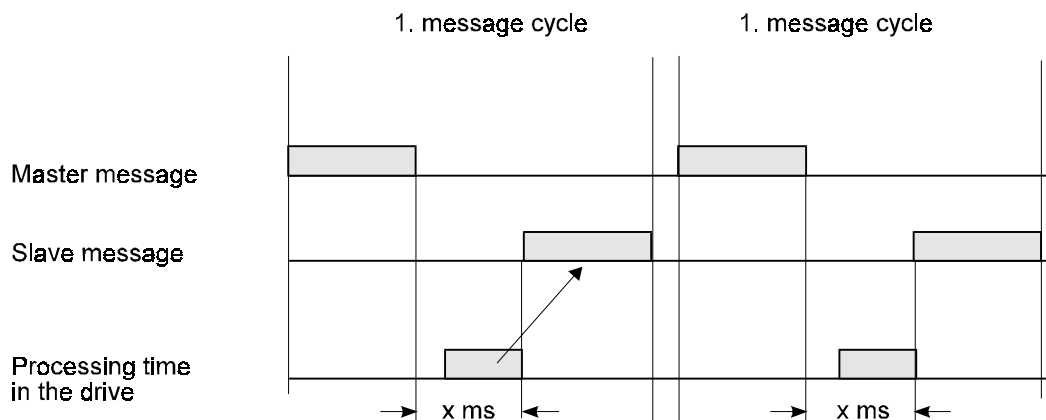 1. message cycle
1. message cycle
Master message
Slave message
Processing time
in the drive
x ms
x ms